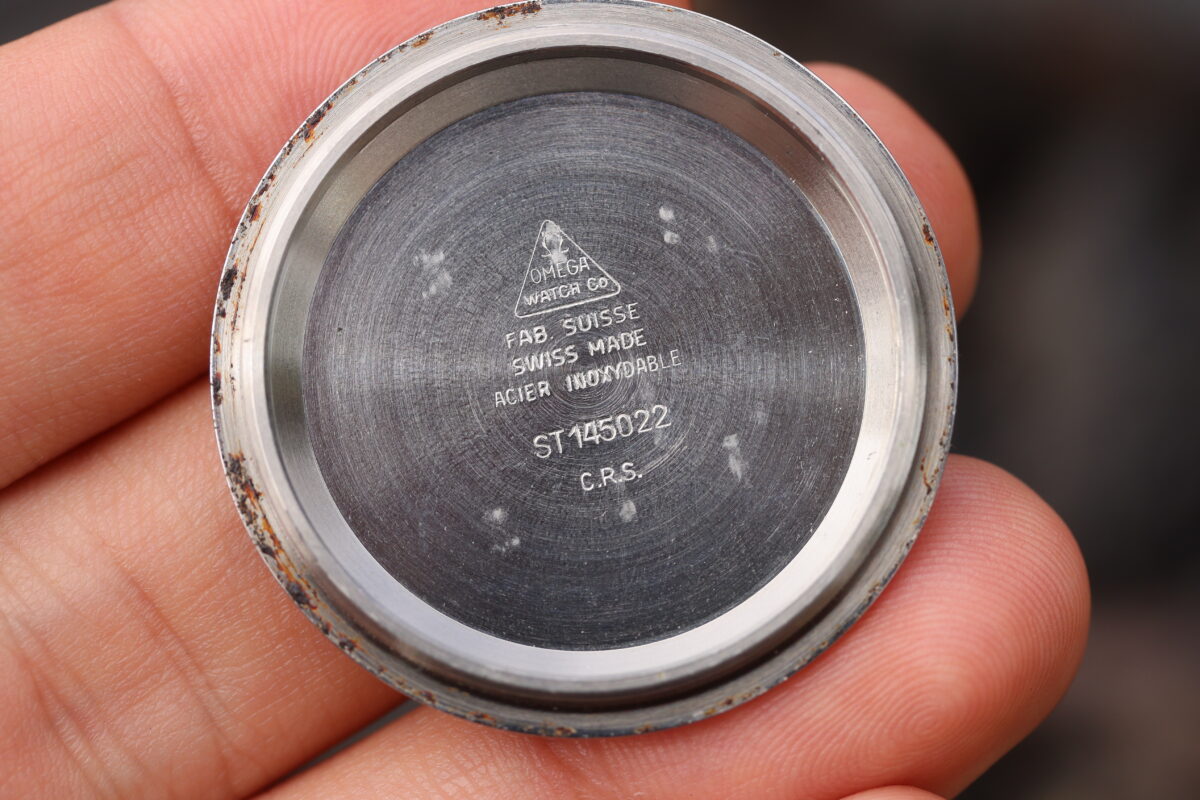 OMEGA
WATCH Co
FAB. SUISSE
SWISS MADE
ACIER INOXYDABLE
ST145022
C.R.S.